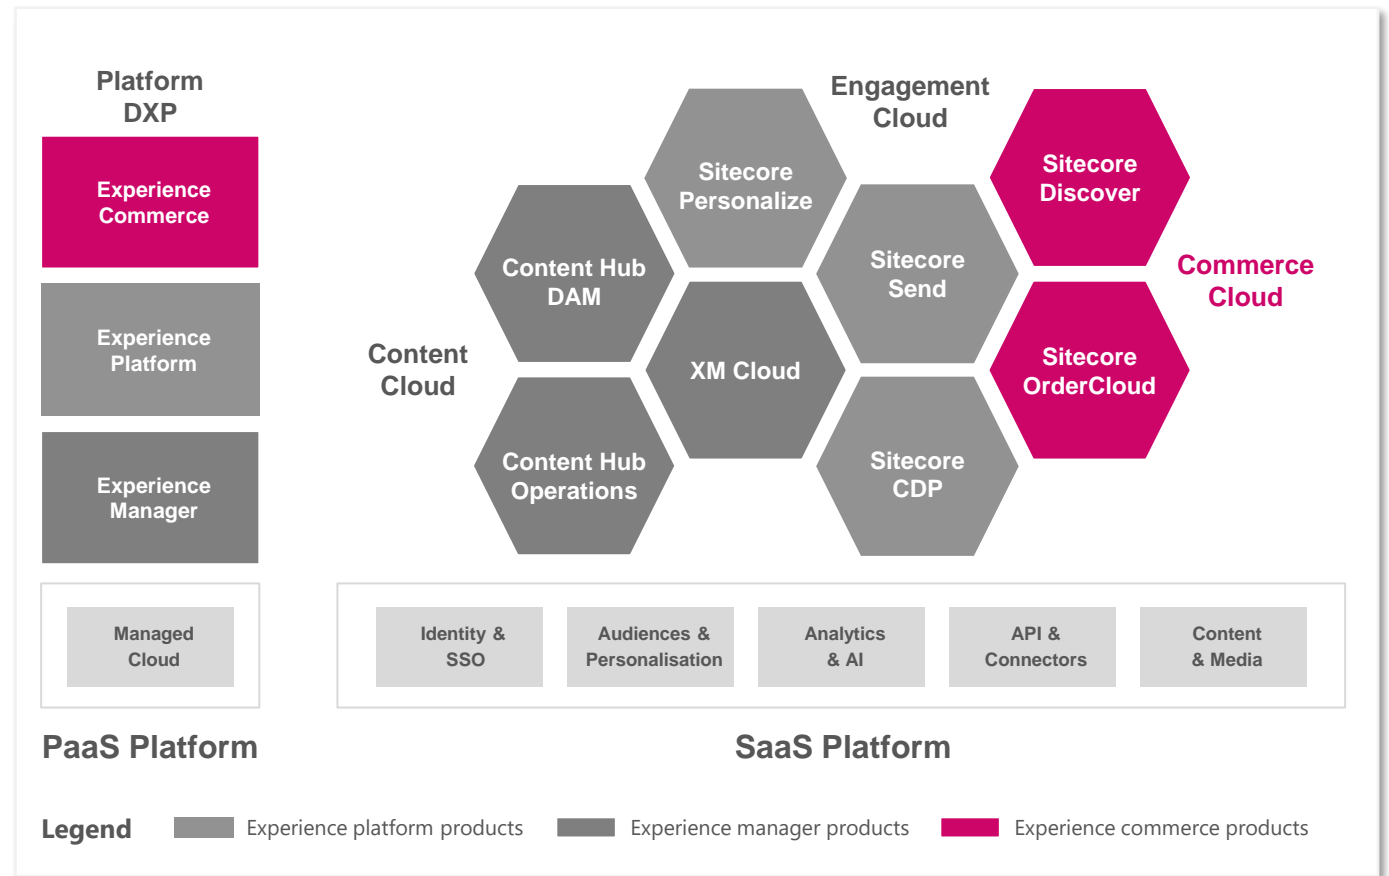 Platform
DXP
Experience
Commerce
Experience
Platform
Experience
Manager
Managed
Cloud
PaaS Platform
Engagement
Cloud
Sitecore
Personalize
Sitecore
Discover
Content Hub
DAM
Sitecore
Send
Commerce
Cloud
Content
Cloud
XM Cloud
Sitecore
OrderCloud
Content Hub
Operations
Sitecore
CDP
Identity &
SSO
Audiences &
Personalisation
Analytics
& AI
API &
Connectors
Content
& Media
SaaS Platform
Legend
Experience platform products
Experience manager products
Experience commerce products